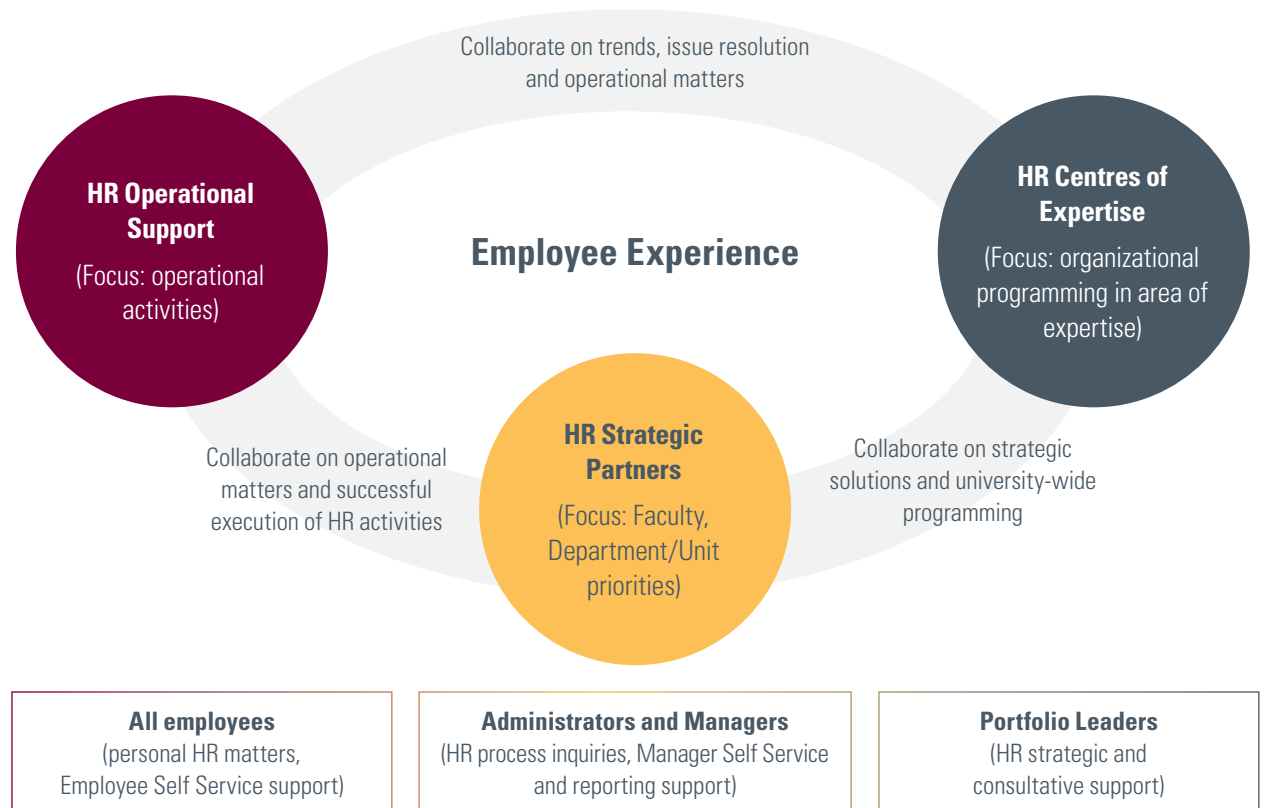 Collaborate on trends, issue resolution
and operational matters
HR Operational
Support
(Focus: operational
activities)
Employee Experience
HR Centres of
Expertise
(Focus: organizational
programming in area of
expertise)
Collaborate on operational
matters and successful
execution of HR activities
HR Strategic
Partners
(Focus: Faculty,
Department/Unit
priorities)
Collaborate on strategic
solutions and university-wide
programming
All employees
(personal HR matters,
Employee Self Service support)
Administrators and Managers
(HR process inquiries, Manager Self Service
and reporting support)
Portfolio Leaders
(HR strategic and
consultative support)